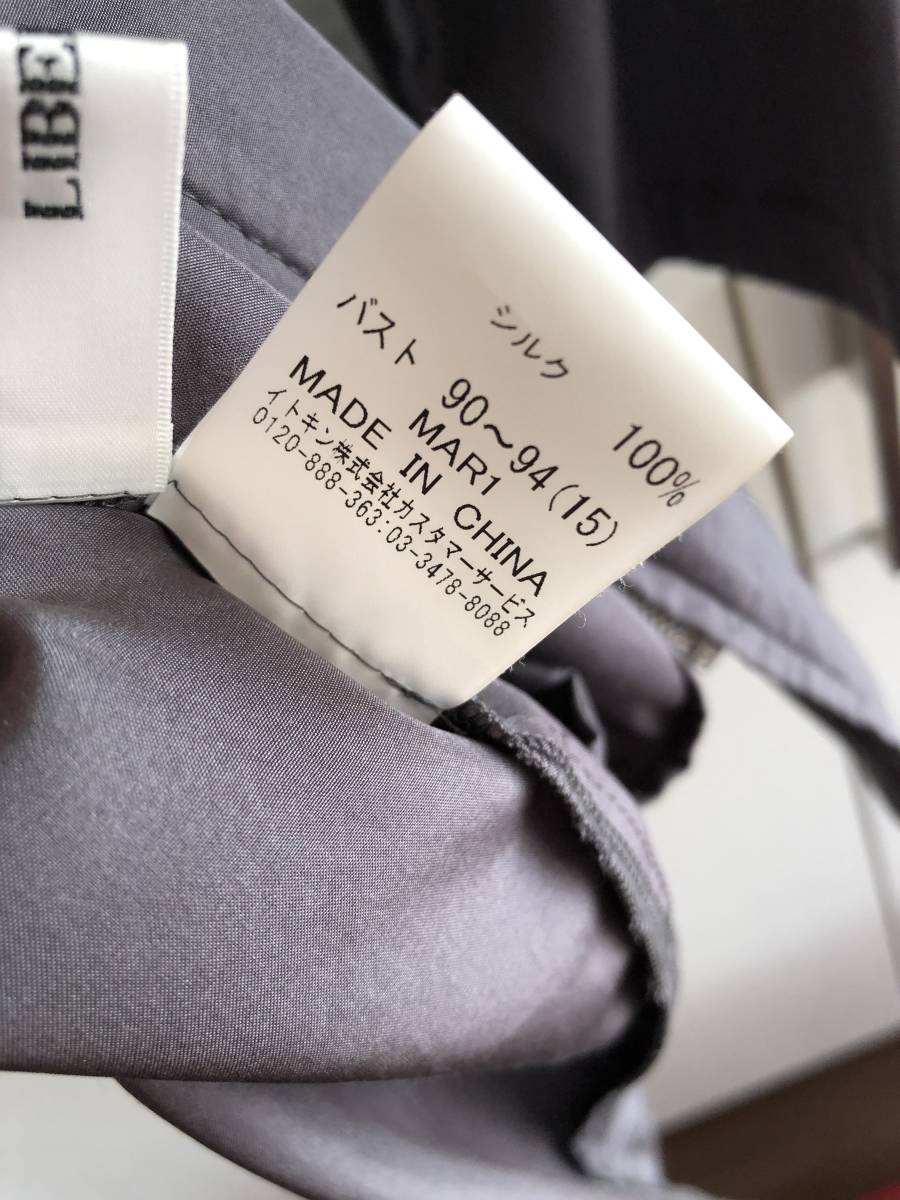 LIBE
シルク 100%
バスト 90～94(15)
MAR1
MADE IN CHINA
イトキン株式会社カスタマーサービス
0120-888-363:03-3478-8088